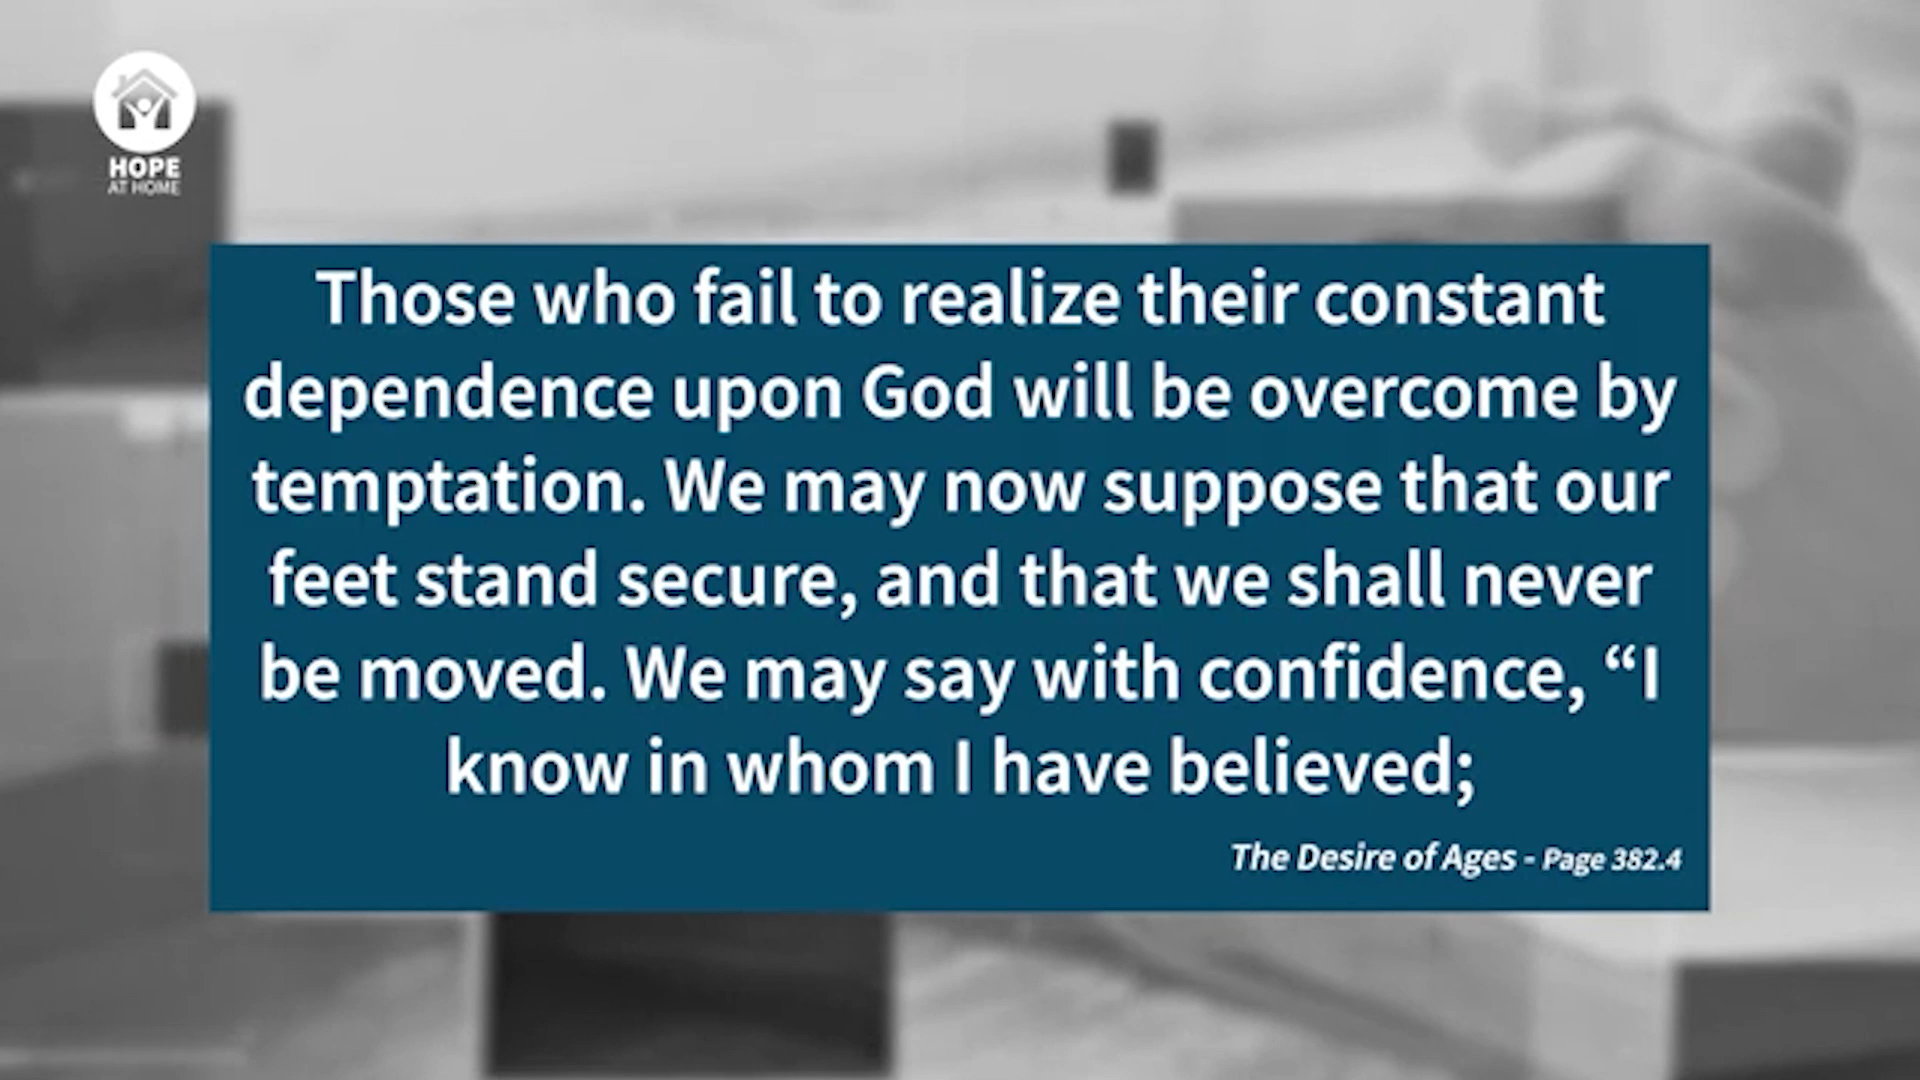 HOPE
AT HOME
Those who fail to realize their constant
dependence upon God will be overcome by
temptation. We may now suppose that our
feet stand secure, and that we shall never
be moved. We may say with confidence, “I
know in whom I have believed;
The Desire of Ages - Page 382.4